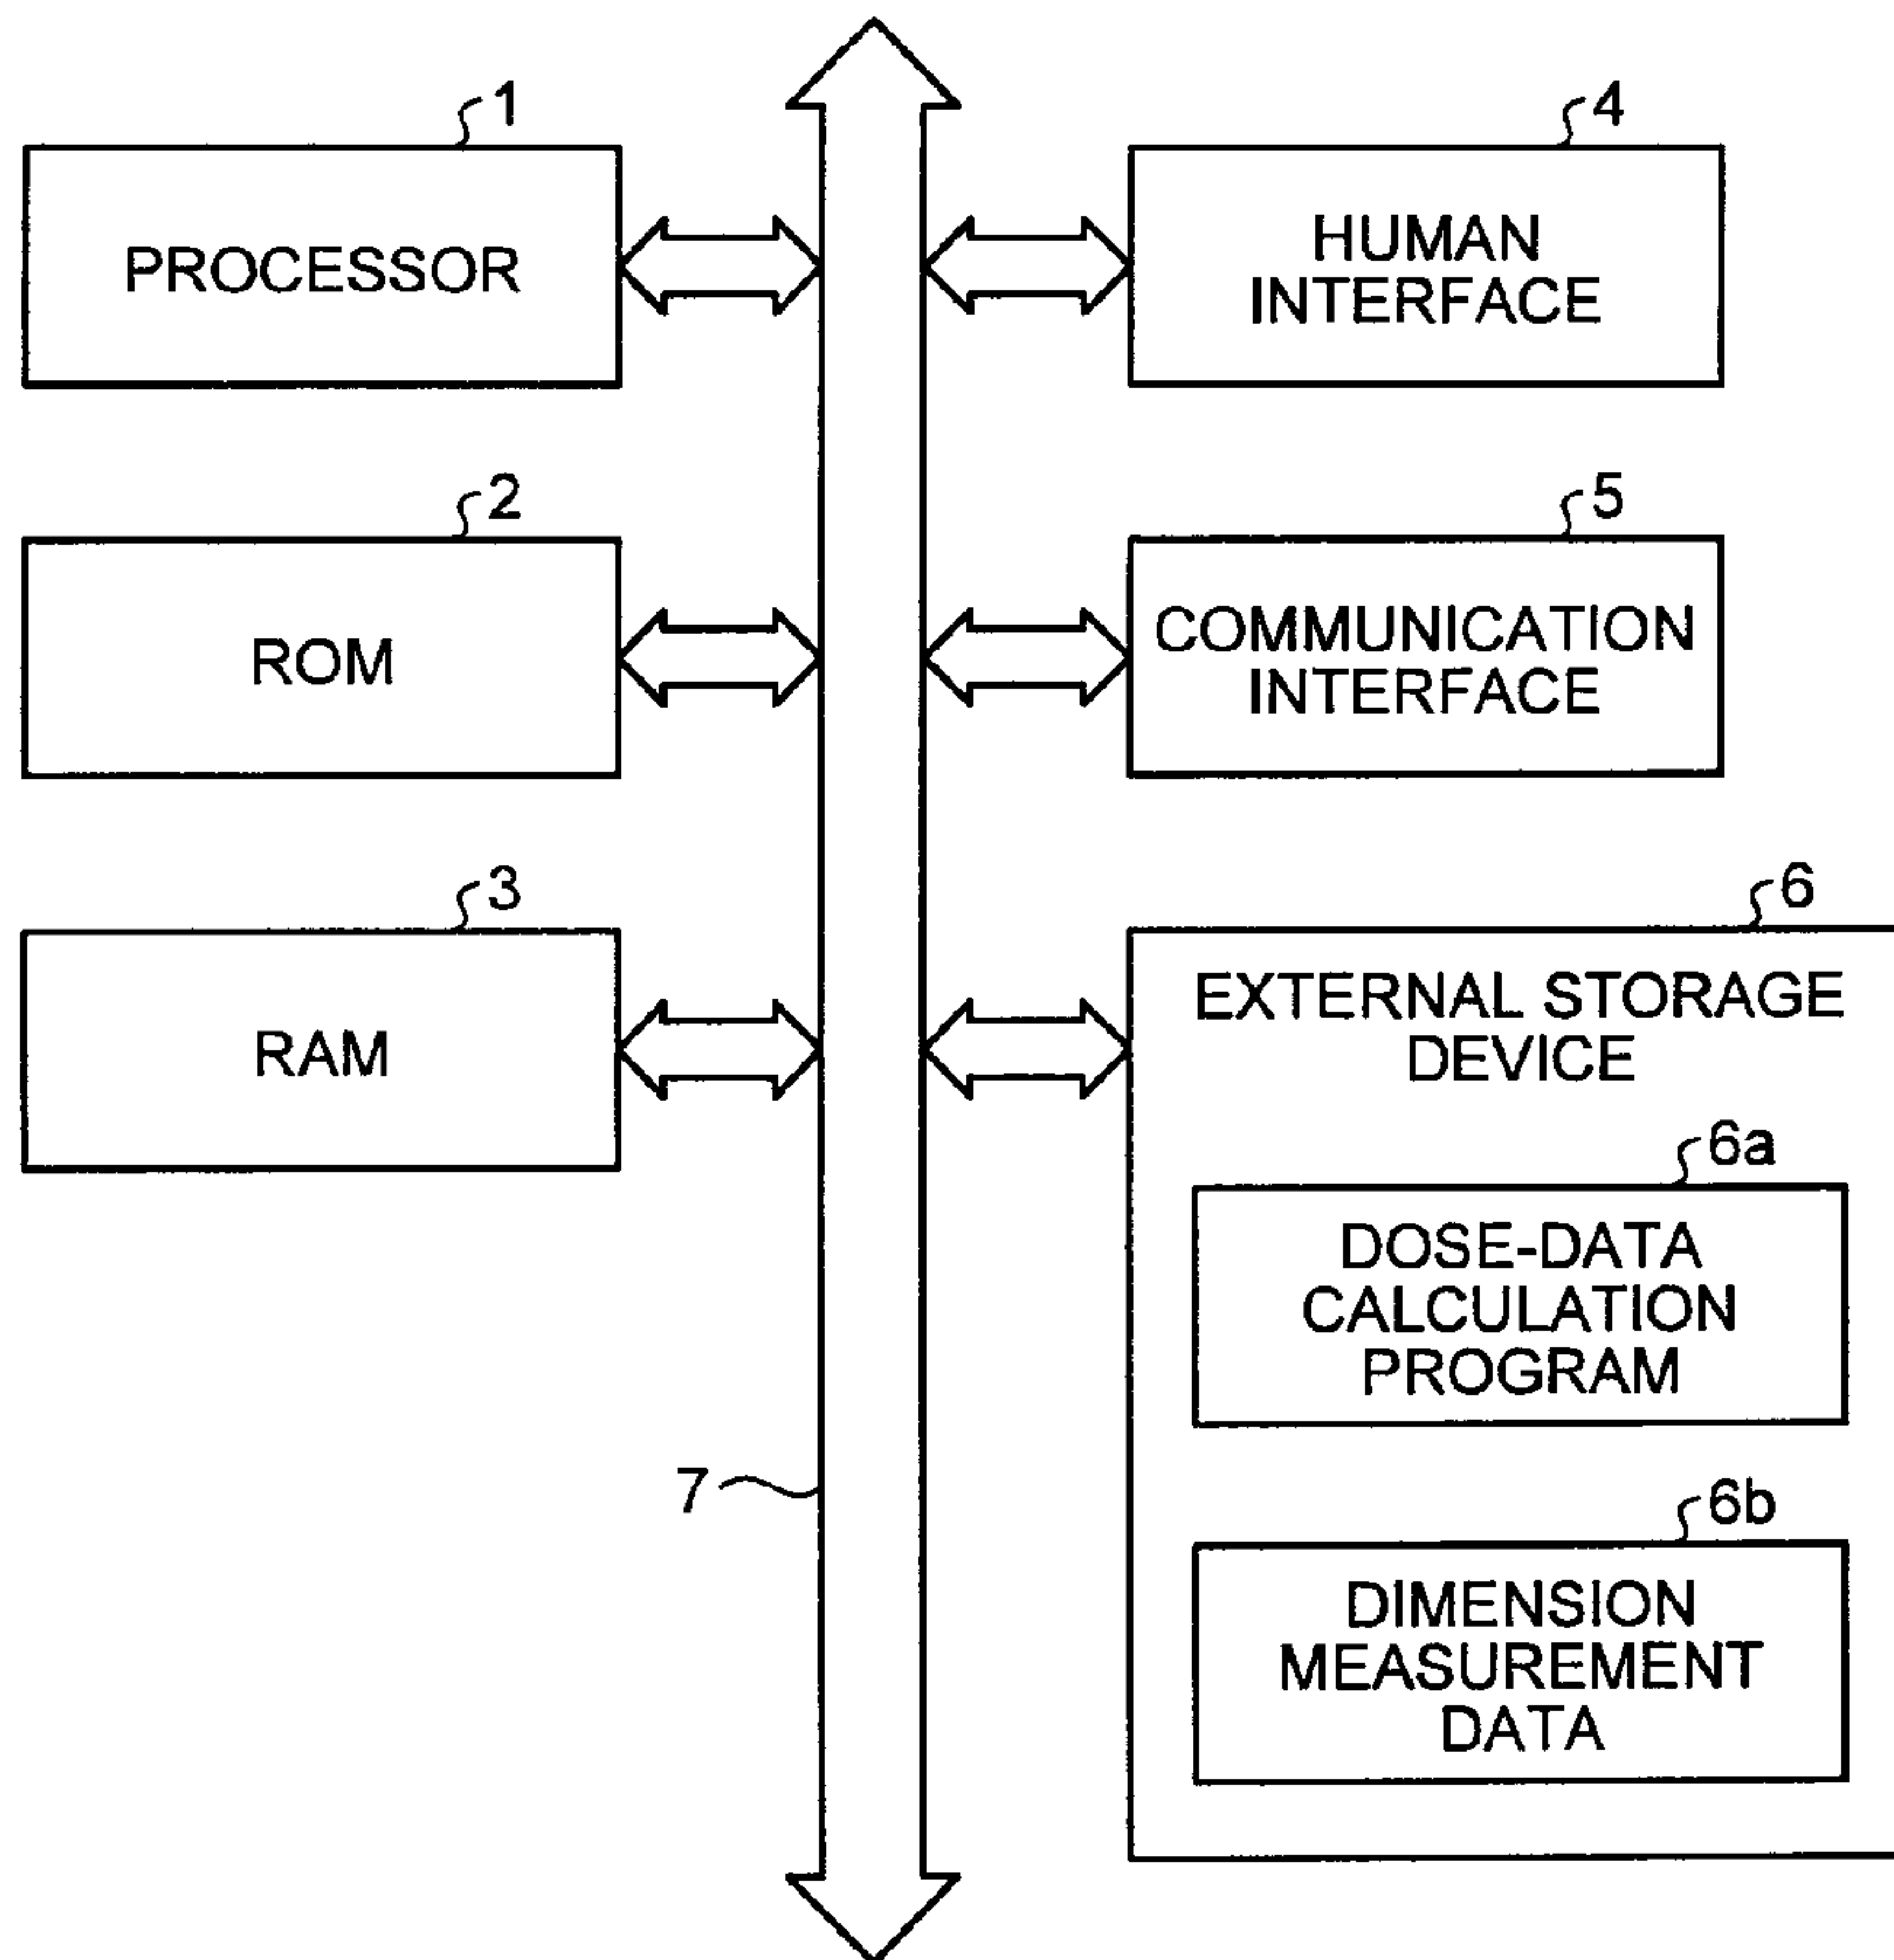 1
PROCESSOR
2
ROM
3
RAM
4
HUMAN
INTERFACE
5
COMMUNICATION
INTERFACE
6
EXTERNAL STORAGE
DEVICE
6a
DOSE-DATA
CALCULATION
PROGRAM
6b
DIMENSION
MEASUREMENT
DATA
7